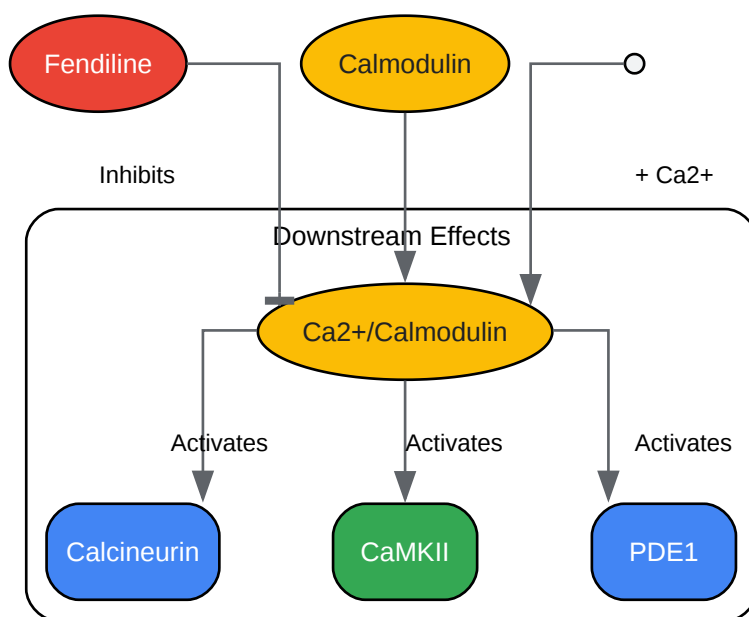 Fendiline
Calmodulin
Inhibits
+ Ca2+
Downstream Effects
Ca2+/Calmodulin
Activates
Activates
Activates
Calcineurin
CaMKII
PDE1